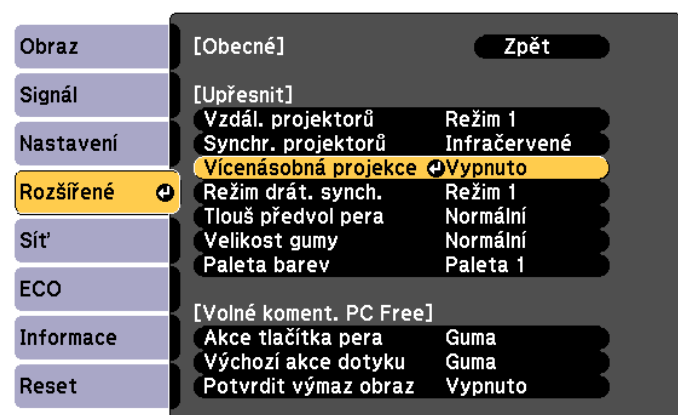 Obraz
Signál
Nastavení
Rozšířené
Síť
ECO
Informace
Reset
[Obecné] Zpět
[Upřesnit]
Vzdál. projektorů Režim 1
Synchr. projektorů Infračervené
Vícenásobná projekce Vypnuto
Režim drát. synch. Režim 1
Tlouš předvol pera Normální
Velikost gumy Normální
Paleta barev Paleta 1
[Volné koment. PC Free]
Akce tlačítka pera Guma
Výchozí akce dotyku Guma
Potvrdit výmaz obraz Vypnuto